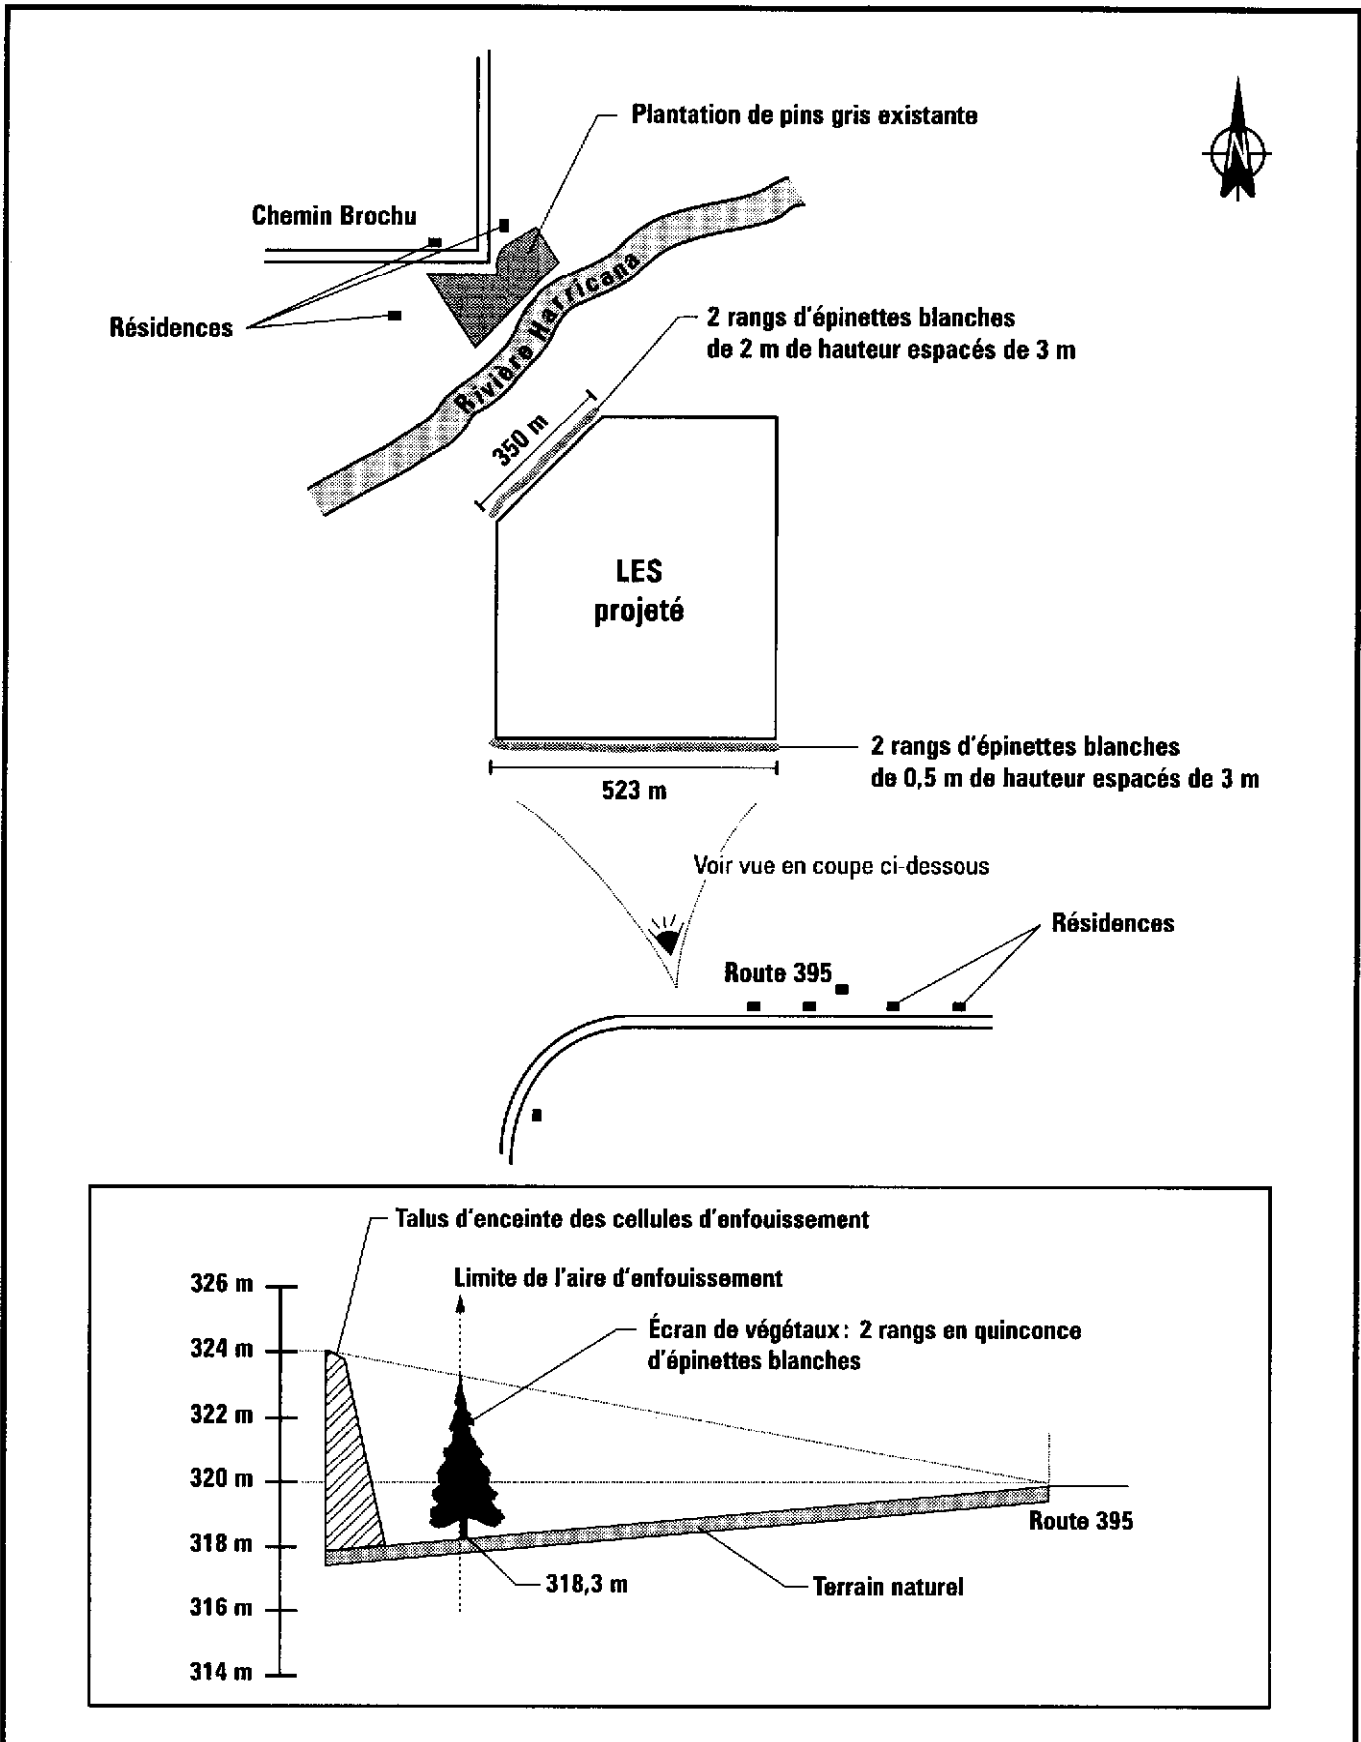 Plantation de pins gris existante
N
Chemin Brochu
Résidences
Rivière Harricana
2 rangs d'épinettes blanches
de 2 m de hauteur espacés de 3 m
350 m
LES
projeté
2 rangs d'épinettes blanches
de 0,5 m de hauteur espacés de 3 m
523 m
Voir vue en coupe ci-dessous
Résidences
Route 395
Talus d'enceinte des cellules d'enfouissement
Limite de l'aire d'enfouissement
326 m
Écran de végétaux: 2 rangs en quinconce
d'épinettes blanches
324 m
322 m
320 m
Route 395
318 m
318,3 m
Terrain naturel
316 m
314 m